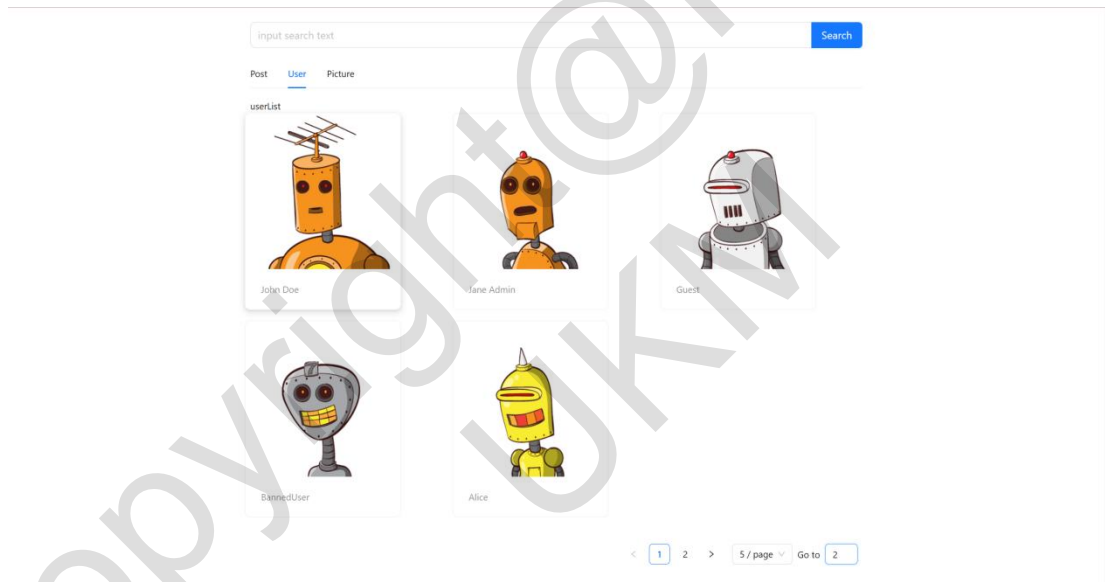 input search text Search
Post User Picture
userList
John Doe Jane Admin Guest
BannedUser Alice
< 1 2 > 5 / page Go to 2
Copyright@
UKM